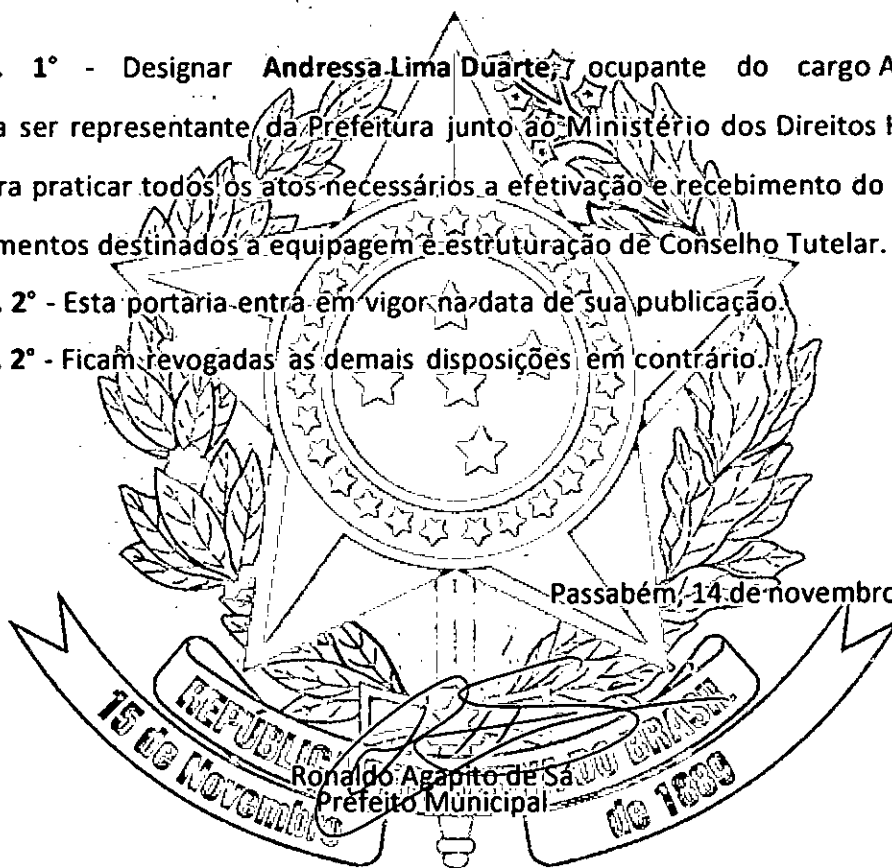 . 1° - Designar Andressa Lima Duarte, ocupante do cargo A
a ser representante da Prefeitura junto ao Ministério dos Direitos H
ra praticar todos os atos necessários a efetivação e recebimento do
mentos destinados a equipagem e estruturação de Conselho Tutelar.
. 2° - Esta portaria entra em vigor na data de sua publicação.
. 2° - Ficam revogadas as demais disposições em contrário.
Passabém, 14 de novembro
REPUBLIC DO BRASIL
15 de Novembro de 1889
Ronaldo Agapito de Sá
Prefeito Municipal